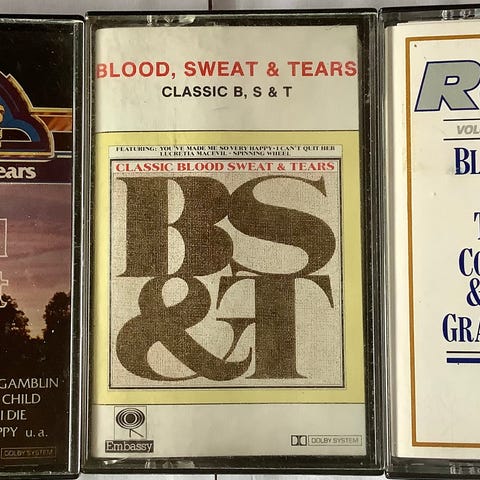 ears
GAMBLIN
CHILD
I DIE
PPY u.a.
DOLBY SYSTEM
BLOOD, SWEAT & TEARS
CLASSIC B, S & T
FEATURING: YOU'VE MADE ME SO VERY HAPPY · I CAN'T QUIT HER
LUCRETIA MACEVIL · SPINNING WHEEL
CLASSIC BLOOD SWEAT & TEARS
BS
&T
Embassy
DOLBY SYSTEM
R
VOL
BL
T
CO
&
GRA